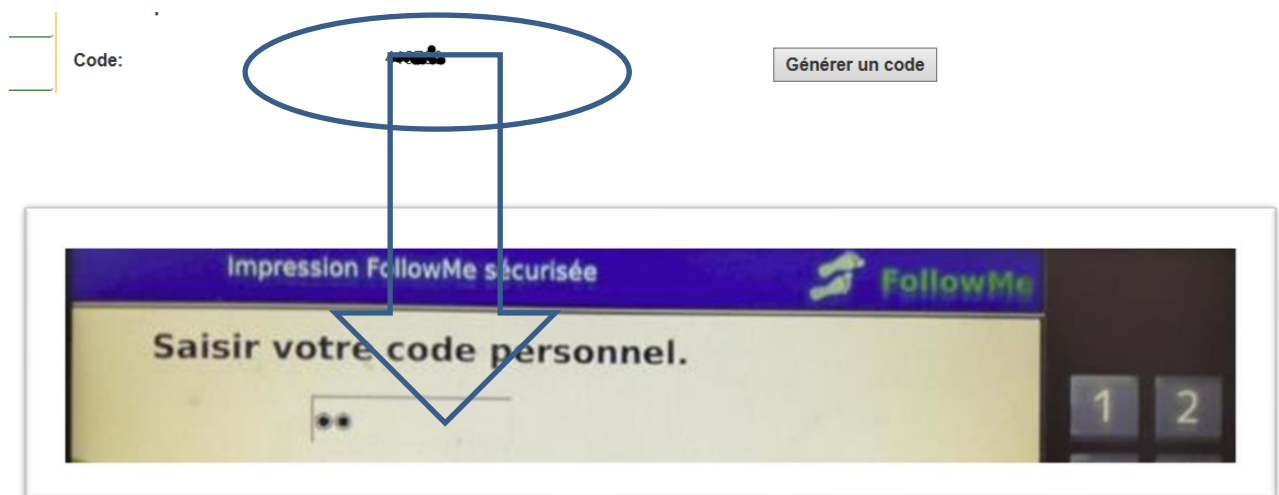 Code:
Générer un code
Impression FollowMe sécurisée
FollowMe
Saisir votre code personnel.
1 2